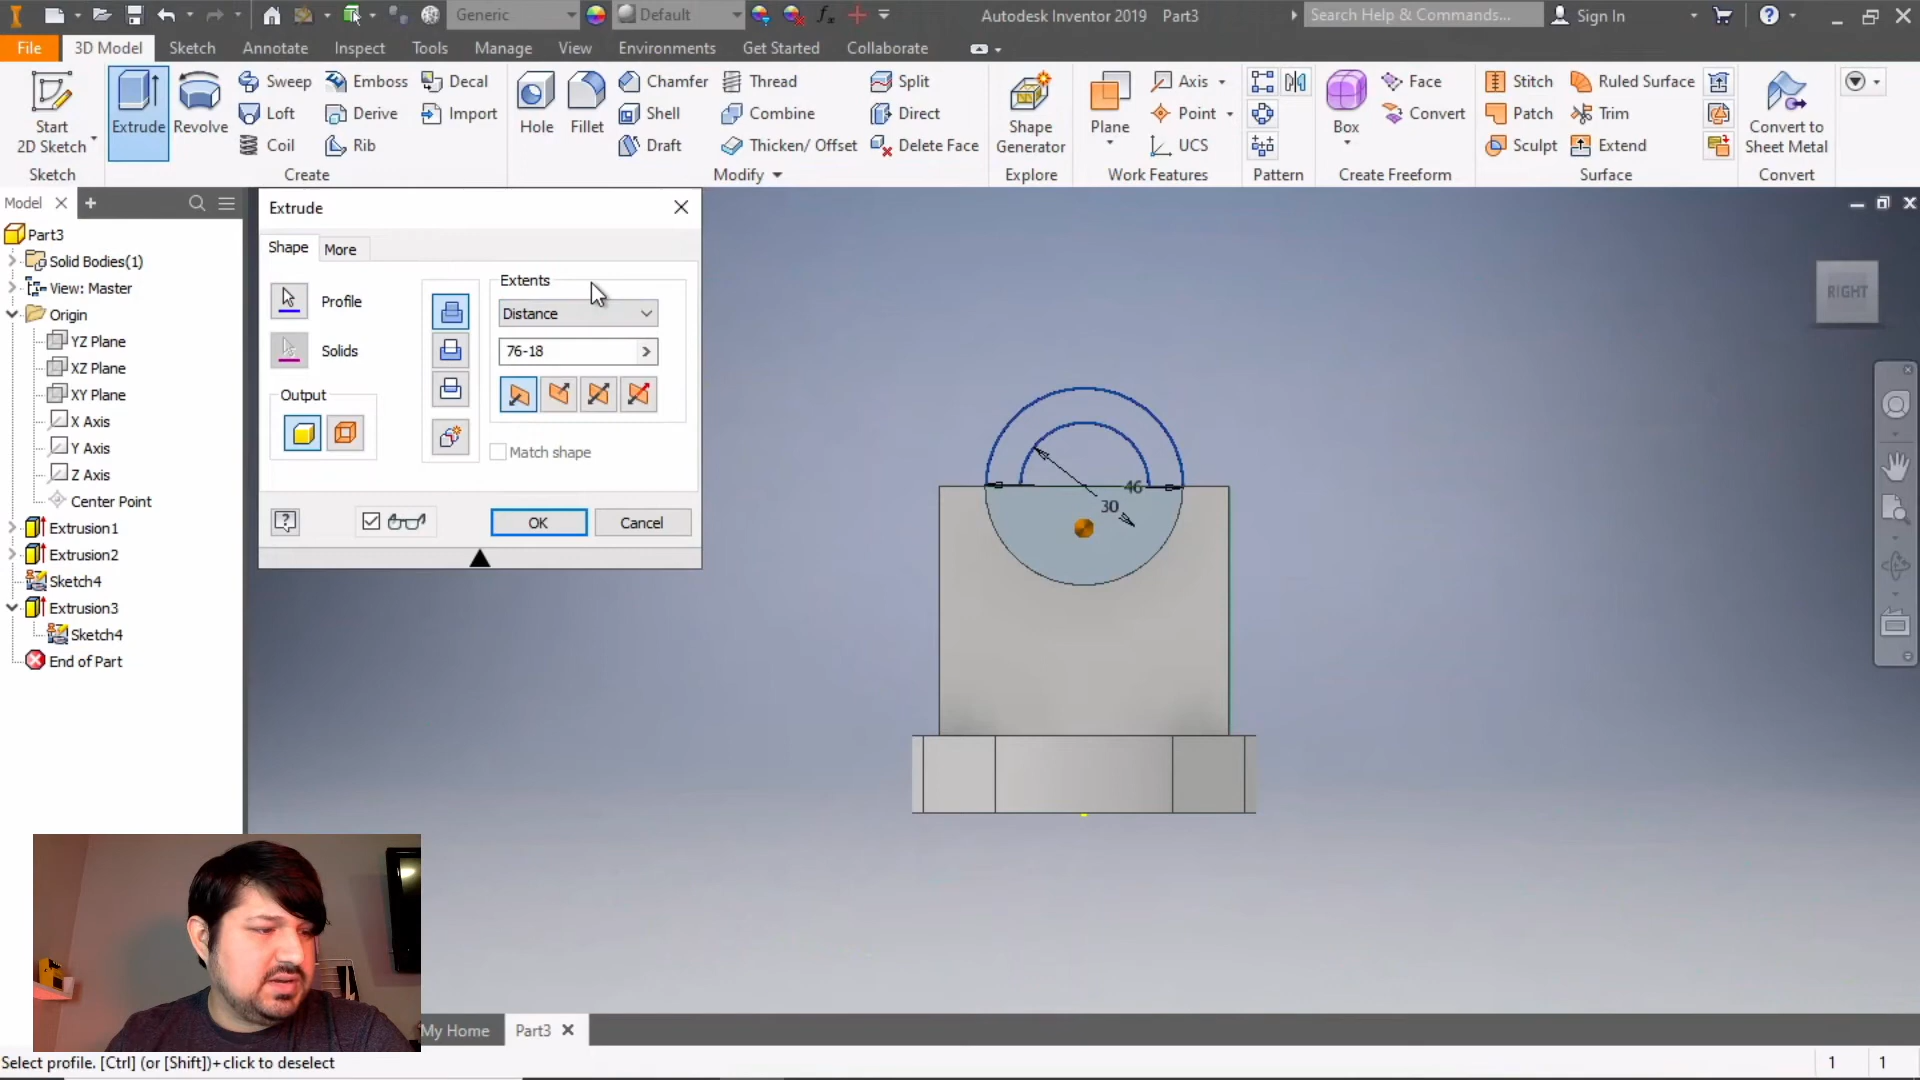 Generic
Default
Autodesk Inventor 2019 Part3
Search Help & Commands...
Sign In
File
3D Model
Sketch
Annotate
Inspect
Tools
Manage
View
Environments
Get Started
Collaborate
Start
2D Sketch
Extrude
Revolve
Sweep
Loft
Coil
Emboss
Derive
Rib
Decal
Import
Hole
Fillet
Chamfer
Shell
Draft
Thread
Combine
Thicken/ Offset
Split
Direct
Delete Face
Shape
Generator
Plane
Axis
Point
UCS
Box
Face
Convert
Stitch
Patch
Sculpt
Ruled Surface
Trim
Extend
Convert to
Sheet Metal
Sketch
Create
Modify
Explore
Work Features
Pattern
Create Freeform
Surface
Convert
Model
Part3
Solid Bodies(1)
View: Master
Origin
YZ Plane
XZ Plane
XY Plane
X Axis
Y Axis
Z Axis
Center Point
Extrusion1
Extrusion2
Sketch4
Extrusion3
Sketch4
End of Part
Extrude
Shape
More
Profile
Solids
Output
Extents
Distance
76-18
Match shape
OK
Cancel
RIGHT
46
30
My Home
Part3
Select profile. [Ctrl] (or [Shift])+click to deselect
1
1